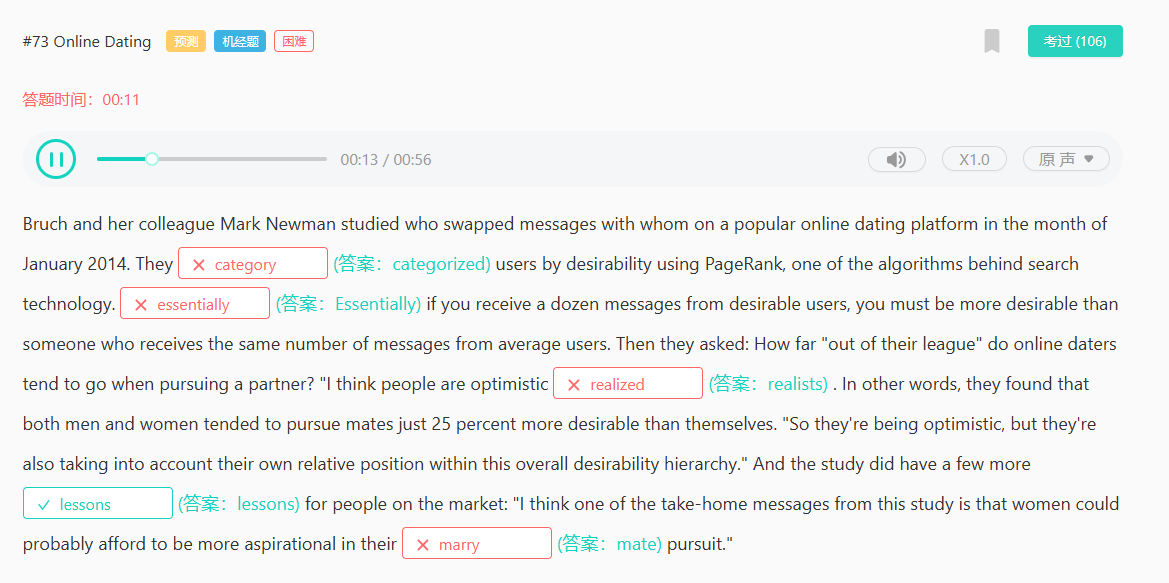 #73 Online Dating 预测 机经题 困难 考过 (106)
答题时间：00:11
00:13 / 00:56 X1.0 原 声
Bruch and her colleague Mark Newman studied who swapped messages with whom on a popular online dating platform in the month of
January 2014. They category (答案：categorized) users by desirability using PageRank, one of the algorithms behind search
technology. essentially (答案：Essentially) if you receive a dozen messages from desirable users, you must be more desirable than
someone who receives the same number of messages from average users. Then they asked: How far "out of their league" do online daters
tend to go when pursuing a partner? "I think people are optimistic realized (答案：realists) . In other words, they found that
both men and women tended to pursue mates just 25 percent more desirable than themselves. "So they're being optimistic, but they're
also taking into account their own relative position within this overall desirability hierarchy." And the study did have a few more
lessons (答案：lessons) for people on the market: "I think one of the take-home messages from this study is that women could
probably afford to be more aspirational in their marry (答案：mate) pursuit."